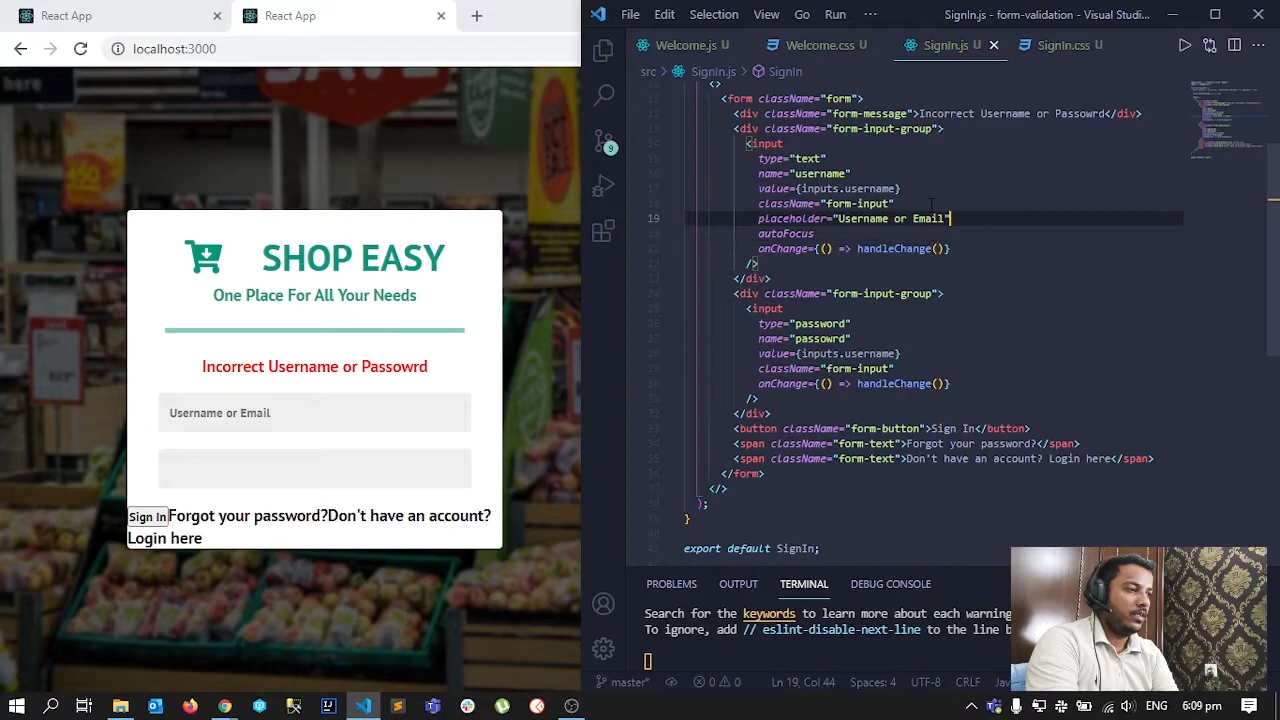 React App
React App
localhost:3000
here
SHOP EASY
One Place For All Your Needs
Incorrect Username or Passowrd
Username or Email
Sign In Forgot your password?Don't have an account?
Login here
File Edit Selection View Go Run
SignIn.js - form-validation - Visual Studi...
Welcome.js U
Welcome.css U
SignIn.js U
SignIn.css U
src > SignIn.js > SignIn
9
<>
<form className="form">
<div className="form-message">Incorrect Username or Passowrd</div>
<div className="form-input-group">
<input
type="text"
name="username"
value={inputs.username}
className="form-input"
19 placeholder="Username or Email"
autoFocus
onChange={() => handleChange()}
/>
</div>
<div className="form-input-group">
<input
type="password"
name="passowrd"
value={inputs.username}
className="form-input"
onChange={() => handleChange()}
/>
</div>
<button className="form-button">Sign In</button>
<span className="form-text">Forgot your password?</span>
<span className="form-text">Don't have an account? Login here</span>
</form>
</>
);
}
export default SignIn;
PROBLEMS OUTPUT TERMINAL DEBUG CONSOLE
Search for the keywords to learn more about each warning
To ignore, add // eslint-disable-next-line to the line b
master* 0 0 Ln 19, Col 44 Spaces: 4 UTF-8 CRLF
ENG 6:09 pm